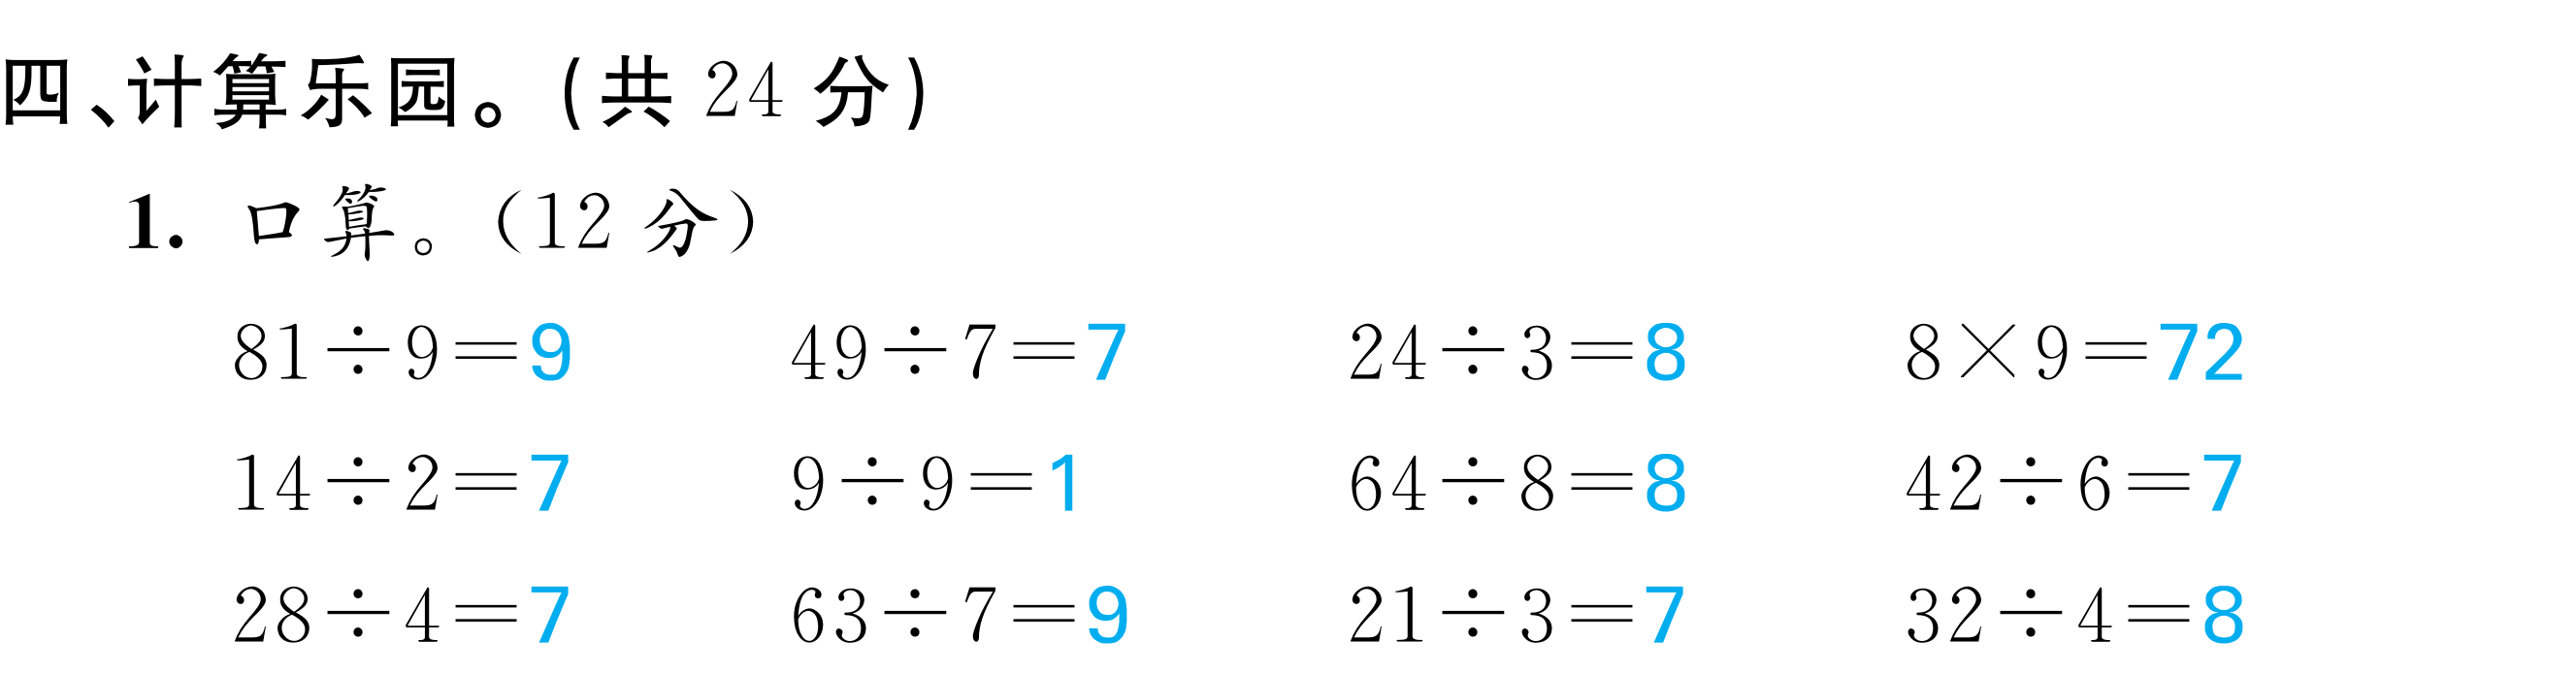 四、计算乐园。(共 24 分)
1. 口算。(12 分)
81÷9=9 49÷7=7 24÷3=8 8×9=72
14÷2=7 9÷9=1 64÷8=8 42÷6=7
28÷4=7 63÷7=9 21÷3=7 32÷4=8